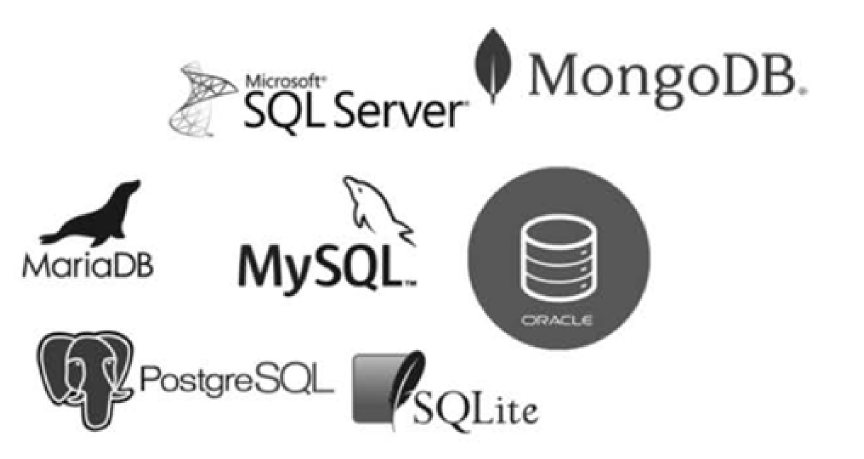 Microsoft®
SQL Server®
MongoDB®
MariaDB
MySQL™
ORACLE
PostgreSQL
SQLite